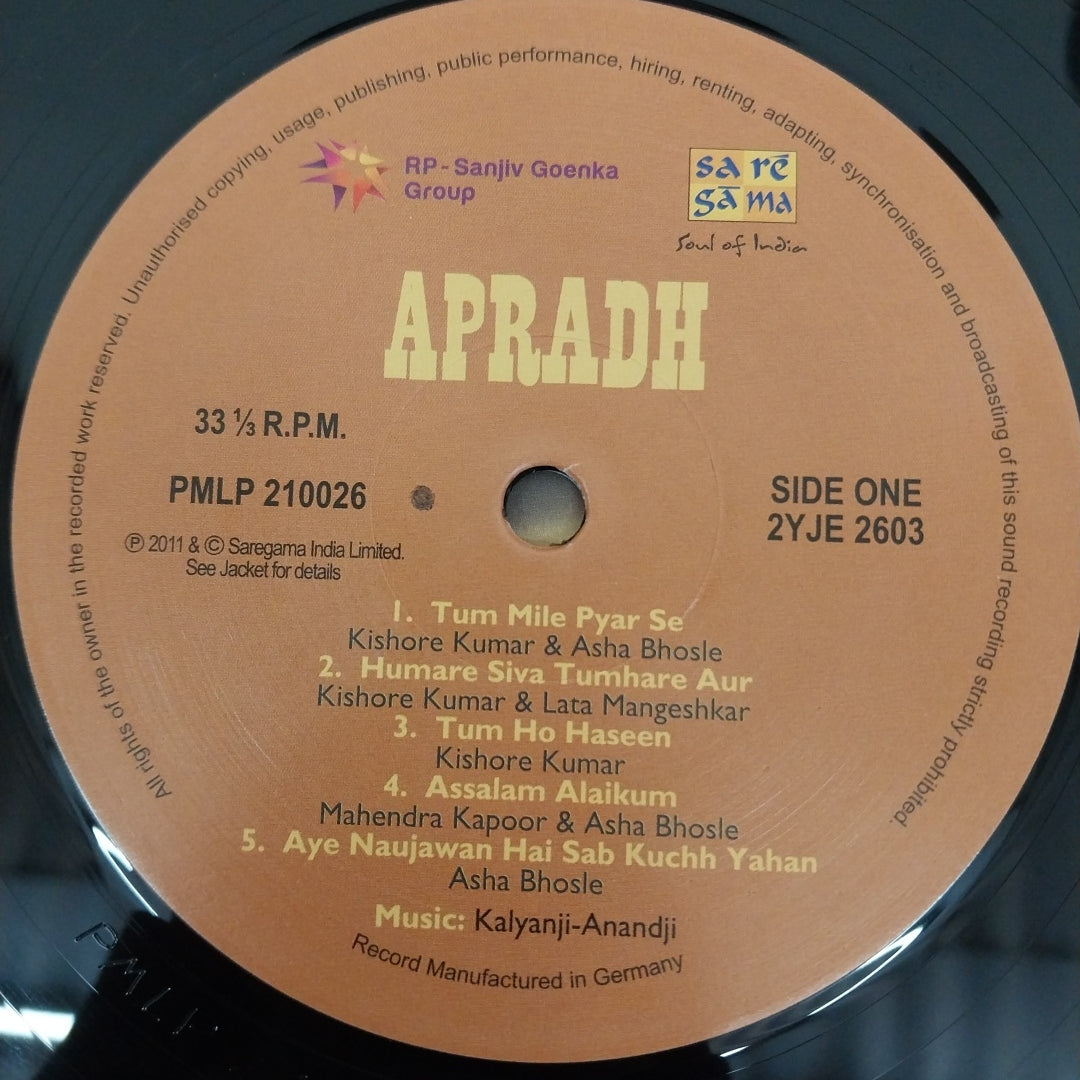 All rights of the owner in the recorded work reserved. Unauthorised copying, usage, publishing, public performance, hiring, renting, adapting, synchronisation and broadcasting of this sound recording strictly prohibited.
RP-Sanjiv Goenka
Group
sa rē
gā ma
Soul of India
APRADH
33 ⅓ R.P.M.
PMLP 210026
SIDE ONE
2YJE 2603
℗ 2011 & © Saregama India Limited.
See Jacket for details
1. Tum Mile Pyar Se
Kishore Kumar & Asha Bhosle
2. Humare Siva Tumhare Aur
Kishore Kumar & Lata Mangeshkar
3. Tum Ho Haseen
Kishore Kumar
4. Assalam Alaikum
Mahendra Kapoor & Asha Bhosle
5. Aye Naujawan Hai Sab Kuchh Yahan
Asha Bhosle
Music: Kalyanji-Anandji
Record Manufactured in Germany
PMLP